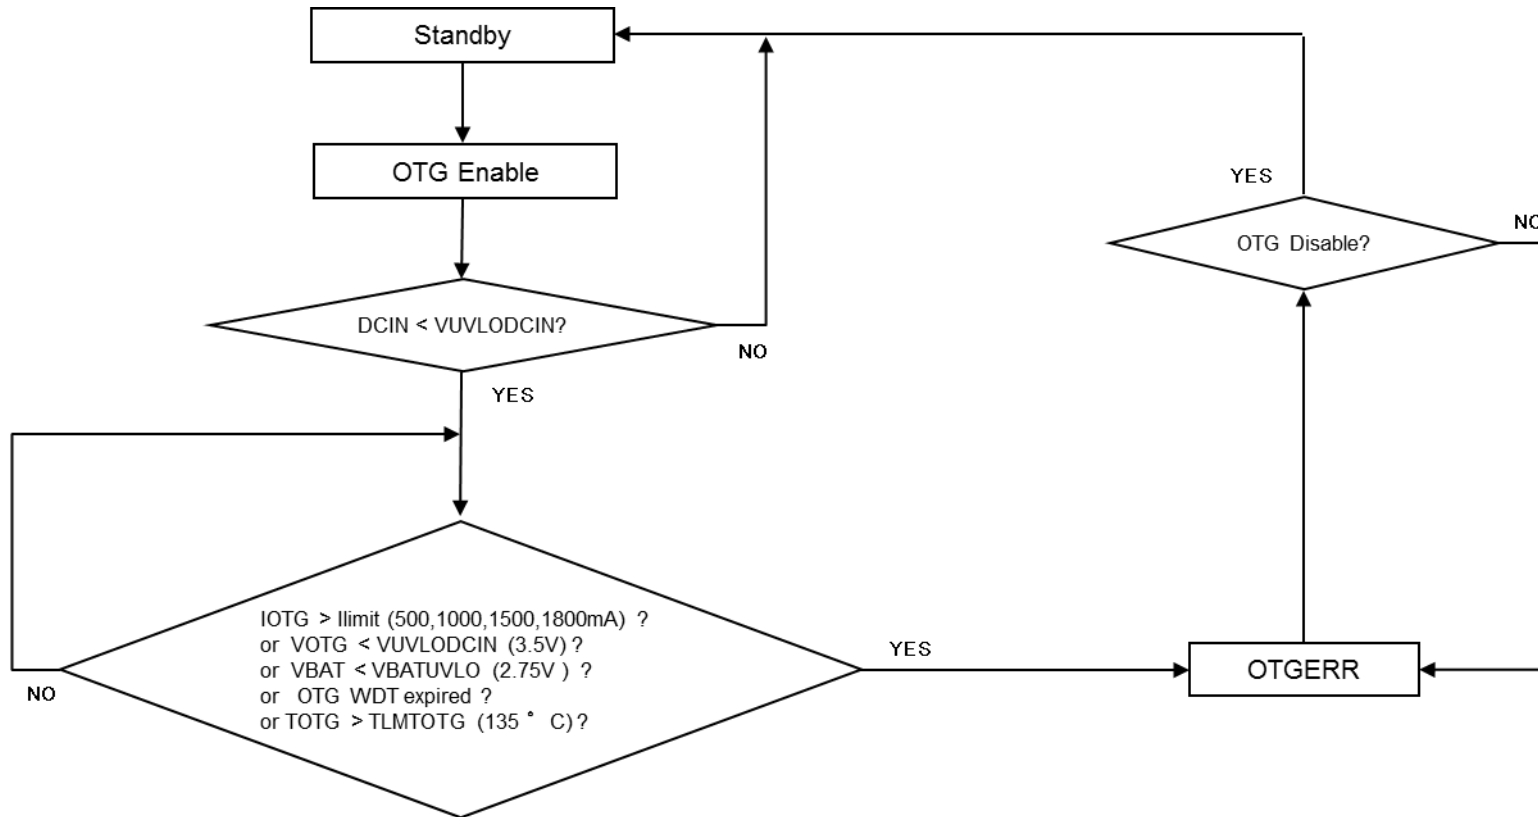 Standby
OTG Enable
YES
OTG Disable?
NO
DCIN < VUVLODCIN?
NO
YES
IOTG > Ilimit (500,1000,1500,1800mA) ?
or VOTG < VUVLODCIN (3.5V) ?
or VBAT < VBATUVLO (2.75V ) ?
or OTG WDT expired ?
or TOTG > TLMTOTG (135 ° C) ?
YES
NO
OTGERR